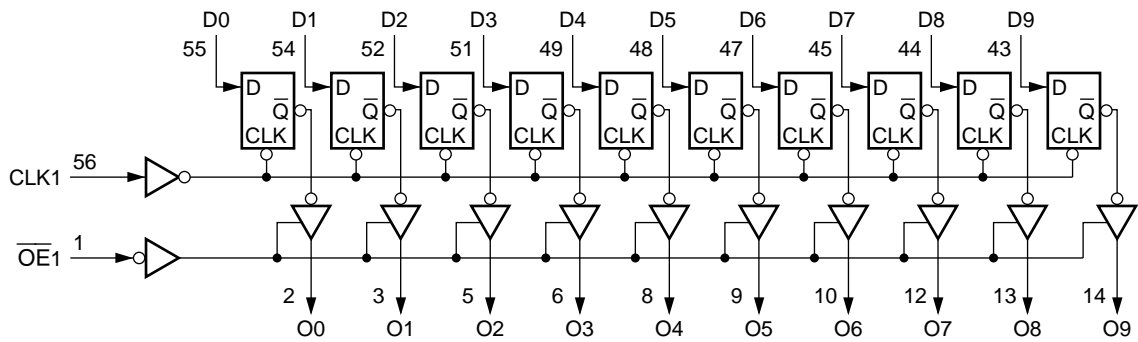 D0 D1 D2 D3 D4 D5 D6 D7 D8 D9
55 54 52 51 49 48 47 45 44 43
D D D D D D D D D D
Q̅ Q̅ Q̅ Q̅ Q̅ Q̅ Q̅ Q̅ Q̅ Q̅
CLK CLK CLK CLK CLK CLK CLK CLK CLK CLK
CLK1 56
O̅E̅1 1
2 3 5 6 8 9 10 12 13 14
O0 O1 O2 O3 O4 O5 O6 O7 O8 O9